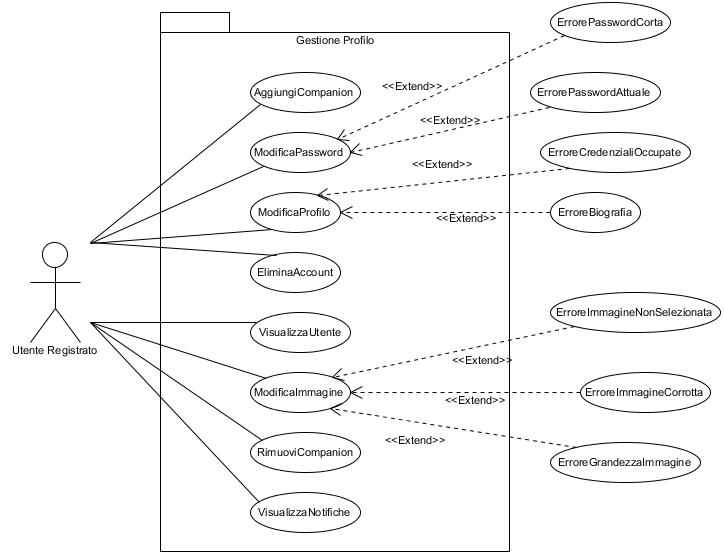 ErrorePasswordCorta
Gestione Profilo
<<Extend>>
AggiungiCompanion
ErrorePasswordAttuale
<<Extend>>
ModificaPassword
ErroreCredenzialiOccupate
<<Extend>>
ModificaProfilo
<<Extend>>
ErroreBiografia
EliminaAccount
ErroreImmagineNonSelezionata
VisualizzaUtente
Utente Registrato
<<Extend>>
ModificaImmagine
<<Extend>>
ErroreImmagineCorrotta
<<Extend>>
RimuoviCompanion
ErroreGrandezzaImmagine
VisualizzaNotifiche